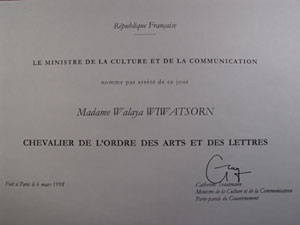 République Française
LE MINISTRE DE LA CULTURE ET DE LA COMMUNICATION
nomme par arrêté de ce jour
Madame Walaya WIWATSORN
CHEVALIER DE L'ORDRE DES ARTS ET DES LETTRES
Fait à Paris le 6 mars 1998
Catherine Trautmann
Ministre de la Culture et de la Communication
Porte-parole du Gouvernement